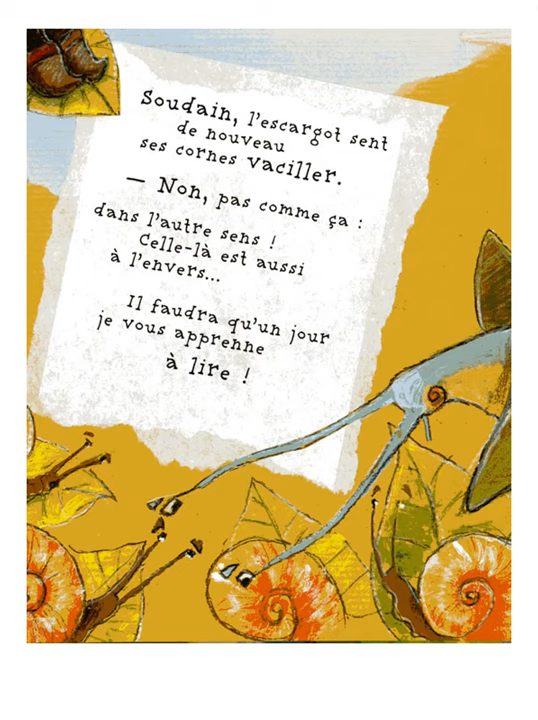 Soudain, l'escargot sent
de nouveau
ses cornes vaciller.
— Non, pas comme ça :
dans l'autre sens !
Celle-là est aussi
à l'envers...
Il faudra qu'un jour
je vous apprenne
à lire !